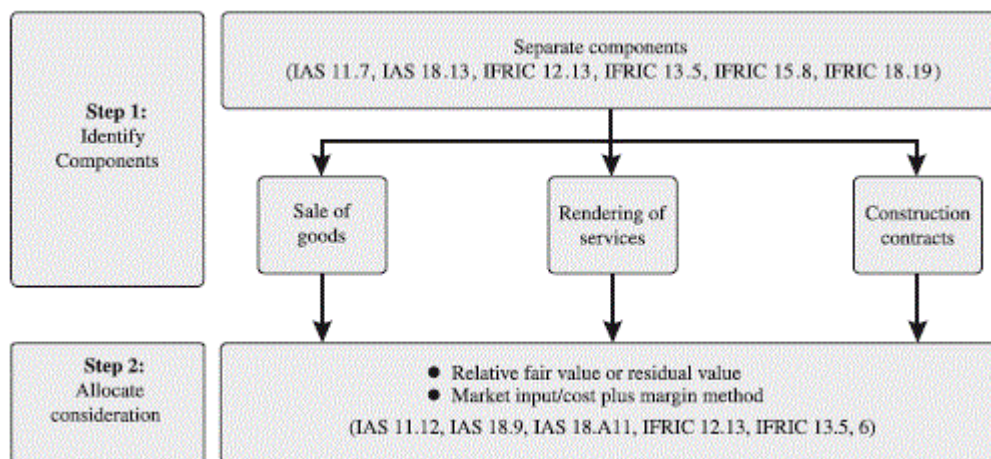 Step 1:
Identify
Components
Separate components
(IAS 11.7, IAS 18.13, IFRIC 12.13, IFRIC 13.5, IFRIC 15.8, IFRIC 18.19)
Sale of
goods
Rendering of
services
Construction
contracts
Step 2:
Allocate
consideration
● Relative fair value or residual value
● Market input/cost plus margin method
(IAS 11.12, IAS 18.9, IAS 18.A11, IFRIC 12.13, IFRIC 13.5, 6)